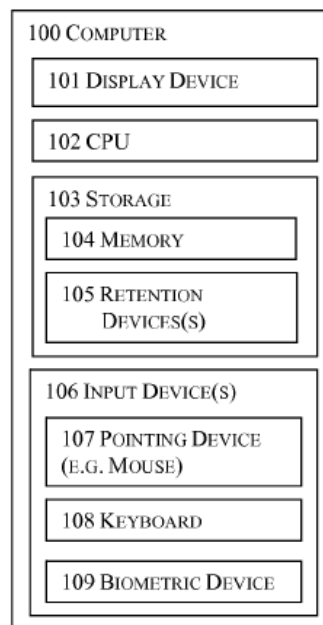 100 COMPUTER
101 DISPLAY DEVICE
102 CPU
103 STORAGE
104 MEMORY
105 RETENTION
DEVICES(S)
106 INPUT DEVICE(S)
107 POINTING DEVICE
(E.G. MOUSE)
108 KEYBOARD
109 BIOMETRIC DEVICE